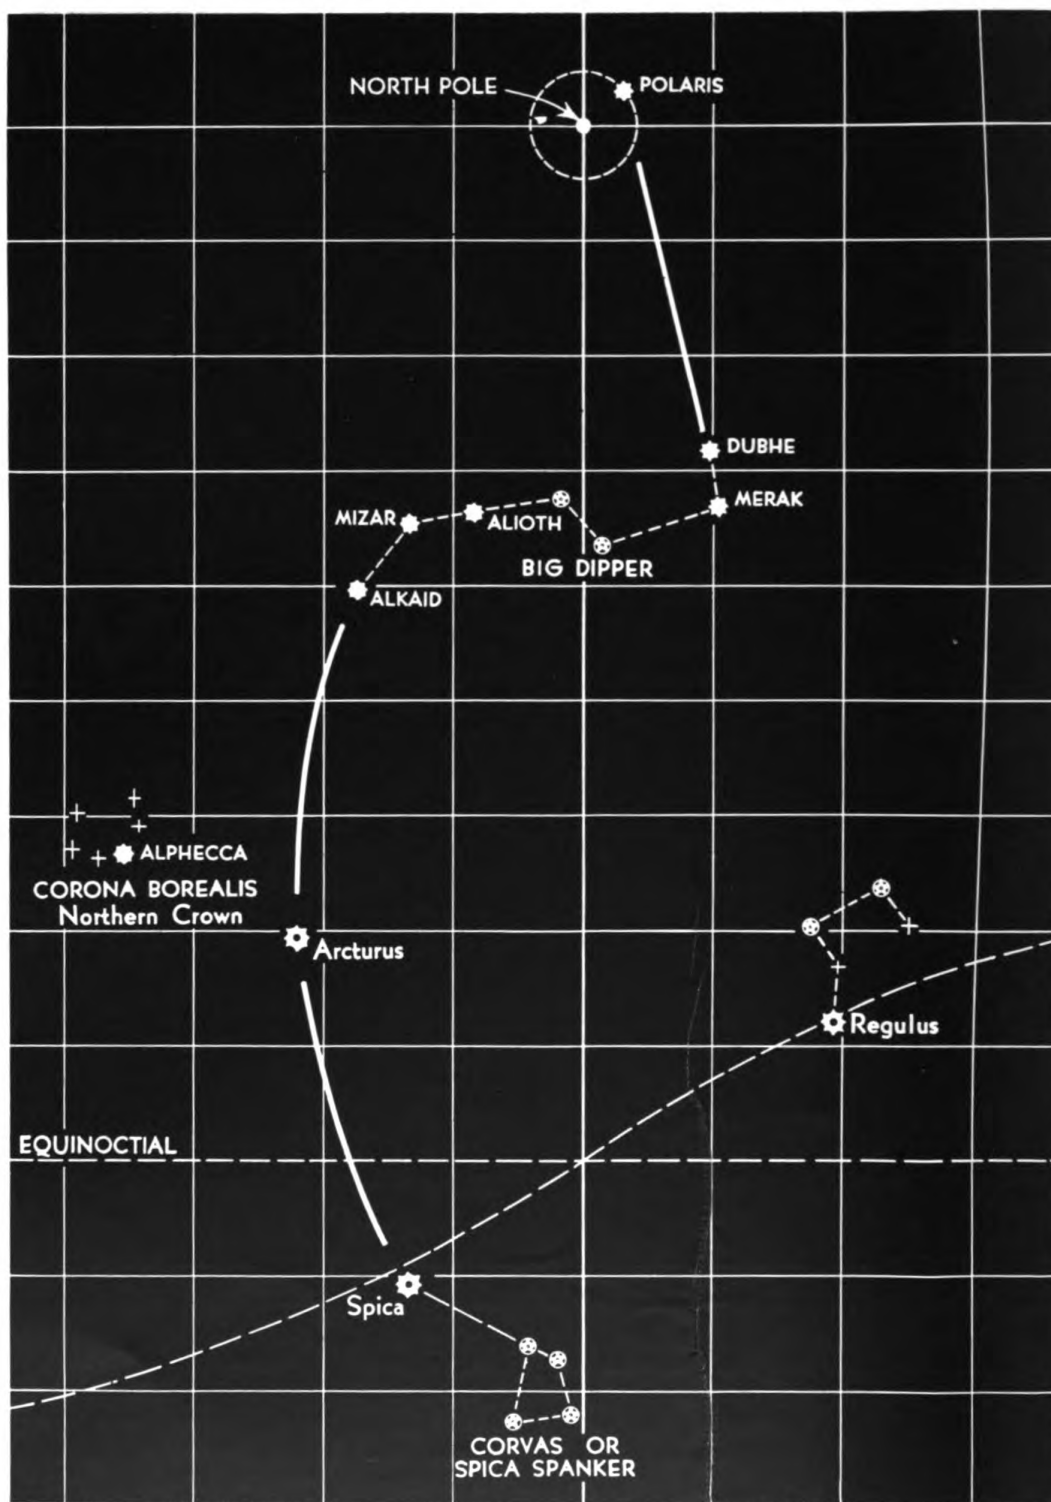 NORTH POLE
POLARIS
DUBHE
MERAK
MIZAR
ALIOTH
BIG DIPPER
ALKAID
ALPHECCA
CORONA BOREALIS
Northern Crown
Arcturus
Regulus
EQUINOCTIAL
Spica
CORVAS OR
SPICA SPANKER